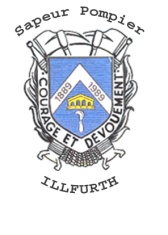 Sapeur Pompier
1889 1989
COURAGE ET DEVOUEMENT
ILLFURTH